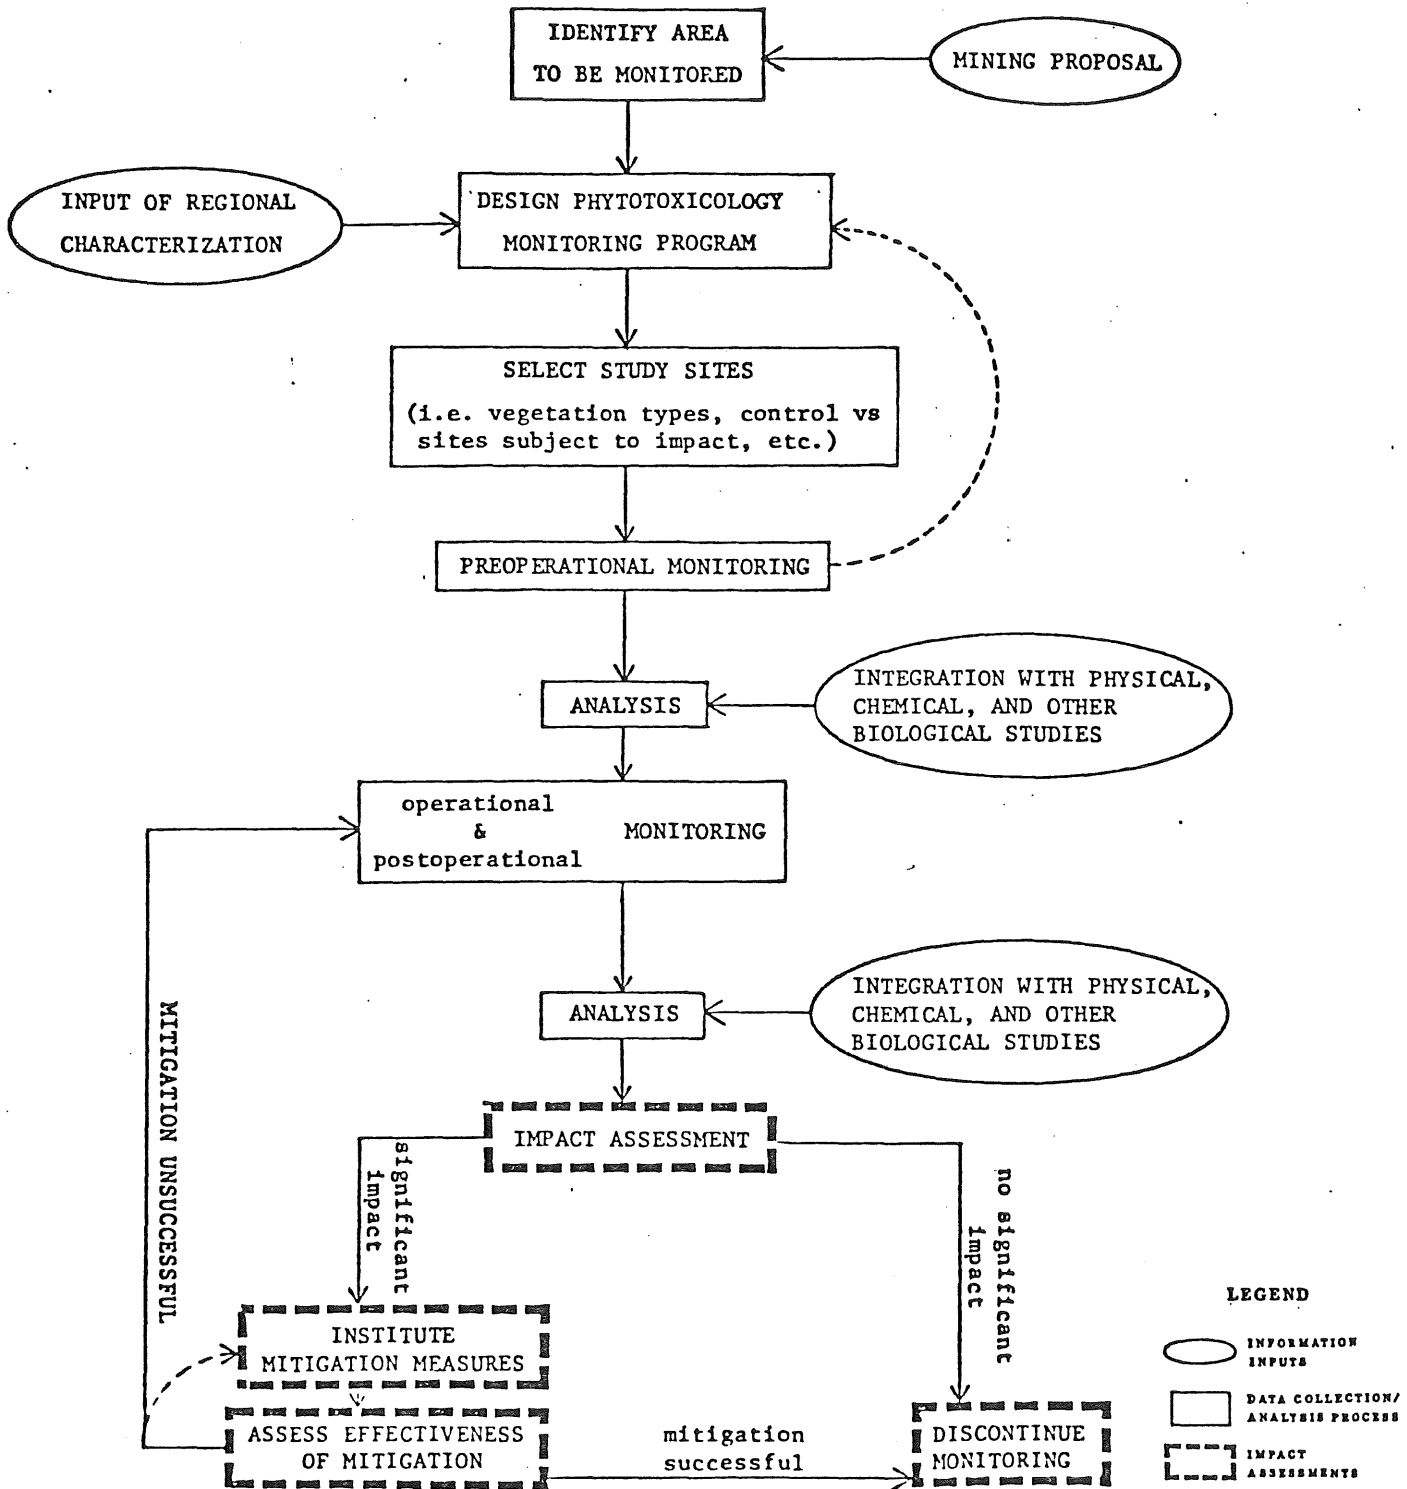 IDENTIFY AREA
TO BE MONITORED
MINING PROPOSAL
INPUT OF REGIONAL
CHARACTERIZATION
DESIGN PHYTOTOXICOLOGY
MONITORING PROGRAM
SELECT STUDY SITES
(i.e. vegetation types, control vs
sites subject to impact, etc.)
PREOPERATIONAL MONITORING
ANALYSIS
INTEGRATION WITH PHYSICAL,
CHEMICAL, AND OTHER
BIOLOGICAL STUDIES
operational
&
postoperational
MONITORING
ANALYSIS
INTEGRATION WITH PHYSICAL,
CHEMICAL, AND OTHER
BIOLOGICAL STUDIES
IMPACT ASSESSMENT
MITIGATION UNSUCCESSFUL
significant
impact
no significant
impact
INSTITUTE
MITIGATION MEASURES
ASSESS EFFECTIVENESS
OF MITIGATION
mitigation
successful
DISCONTINUE
MONITORING
LEGEND
INFORMATION
INPUTS
DATA COLLECTION/
ANALYSIS PROCESS
IMPACT
ASSESSMENTS